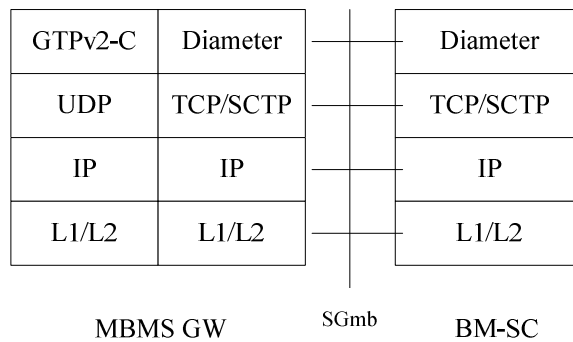 GTPv2-C Diameter Diameter
UDP TCP/SCTP TCP/SCTP
IP IP IP
L1/L2 L1/L2 L1/L2
MBMS GW SGmb BM-SC